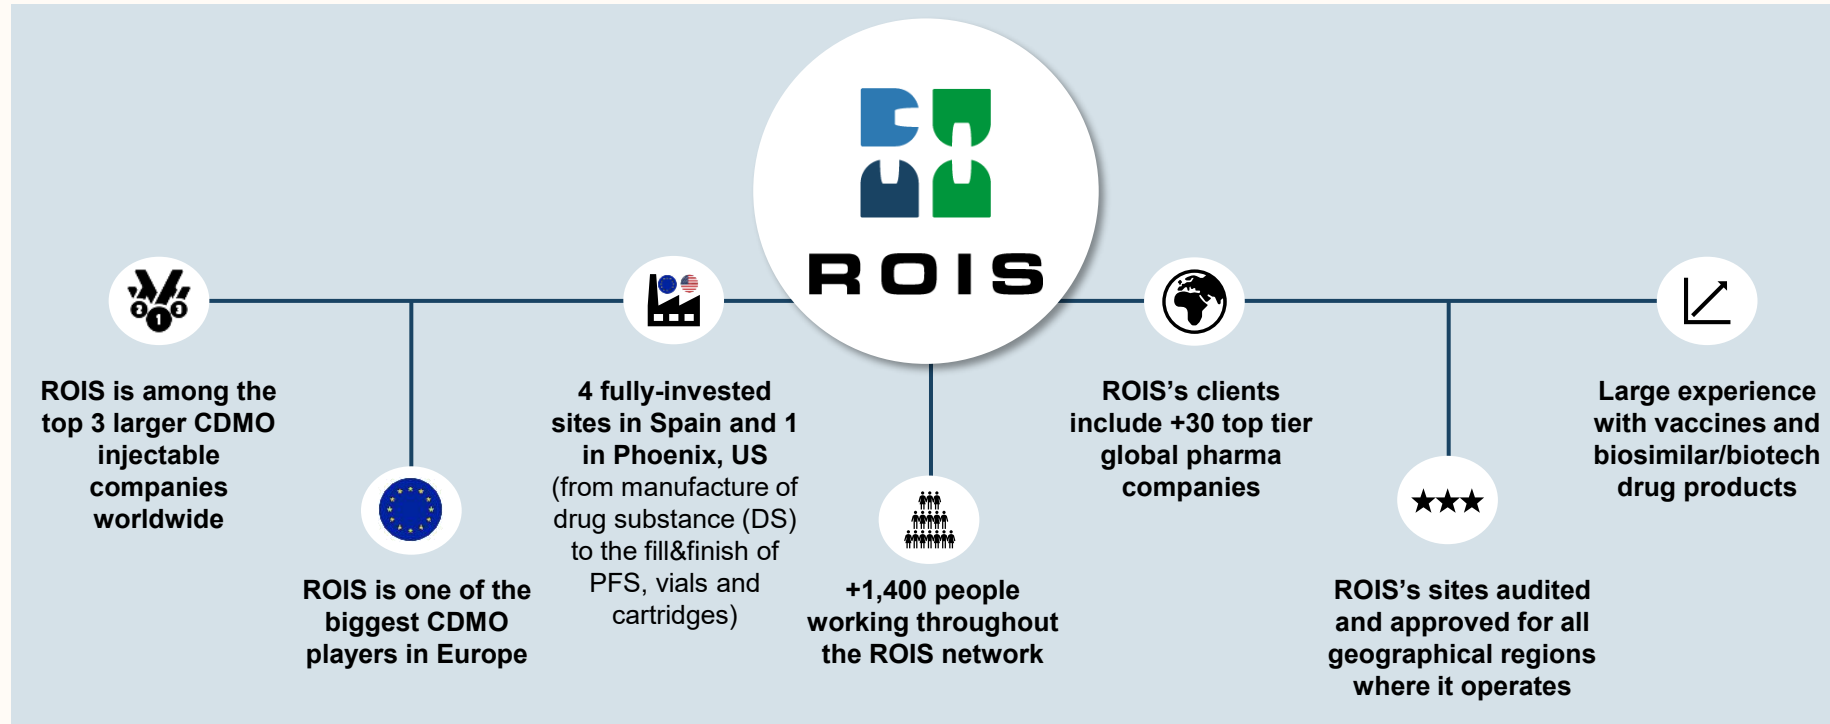 ROIS
ROIS is among the
top 3 larger CDMO
injectable
companies
worldwide
ROIS is one of the
biggest CDMO
players in Europe
4 fully-invested
sites in Spain and 1
in Phoenix, US
(from manufacture of
drug substance (DS)
to the fill&finish of
PFS, vials and
cartridges)
+1,400 people
working throughout
the ROIS network
ROIS's clients
include +30 top tier
global pharma
companies
ROIS's sites audited
and approved for all
geographical regions
where it operates
Large experience
with vaccines and
biosimilar/biotech
drug products
2 1 3